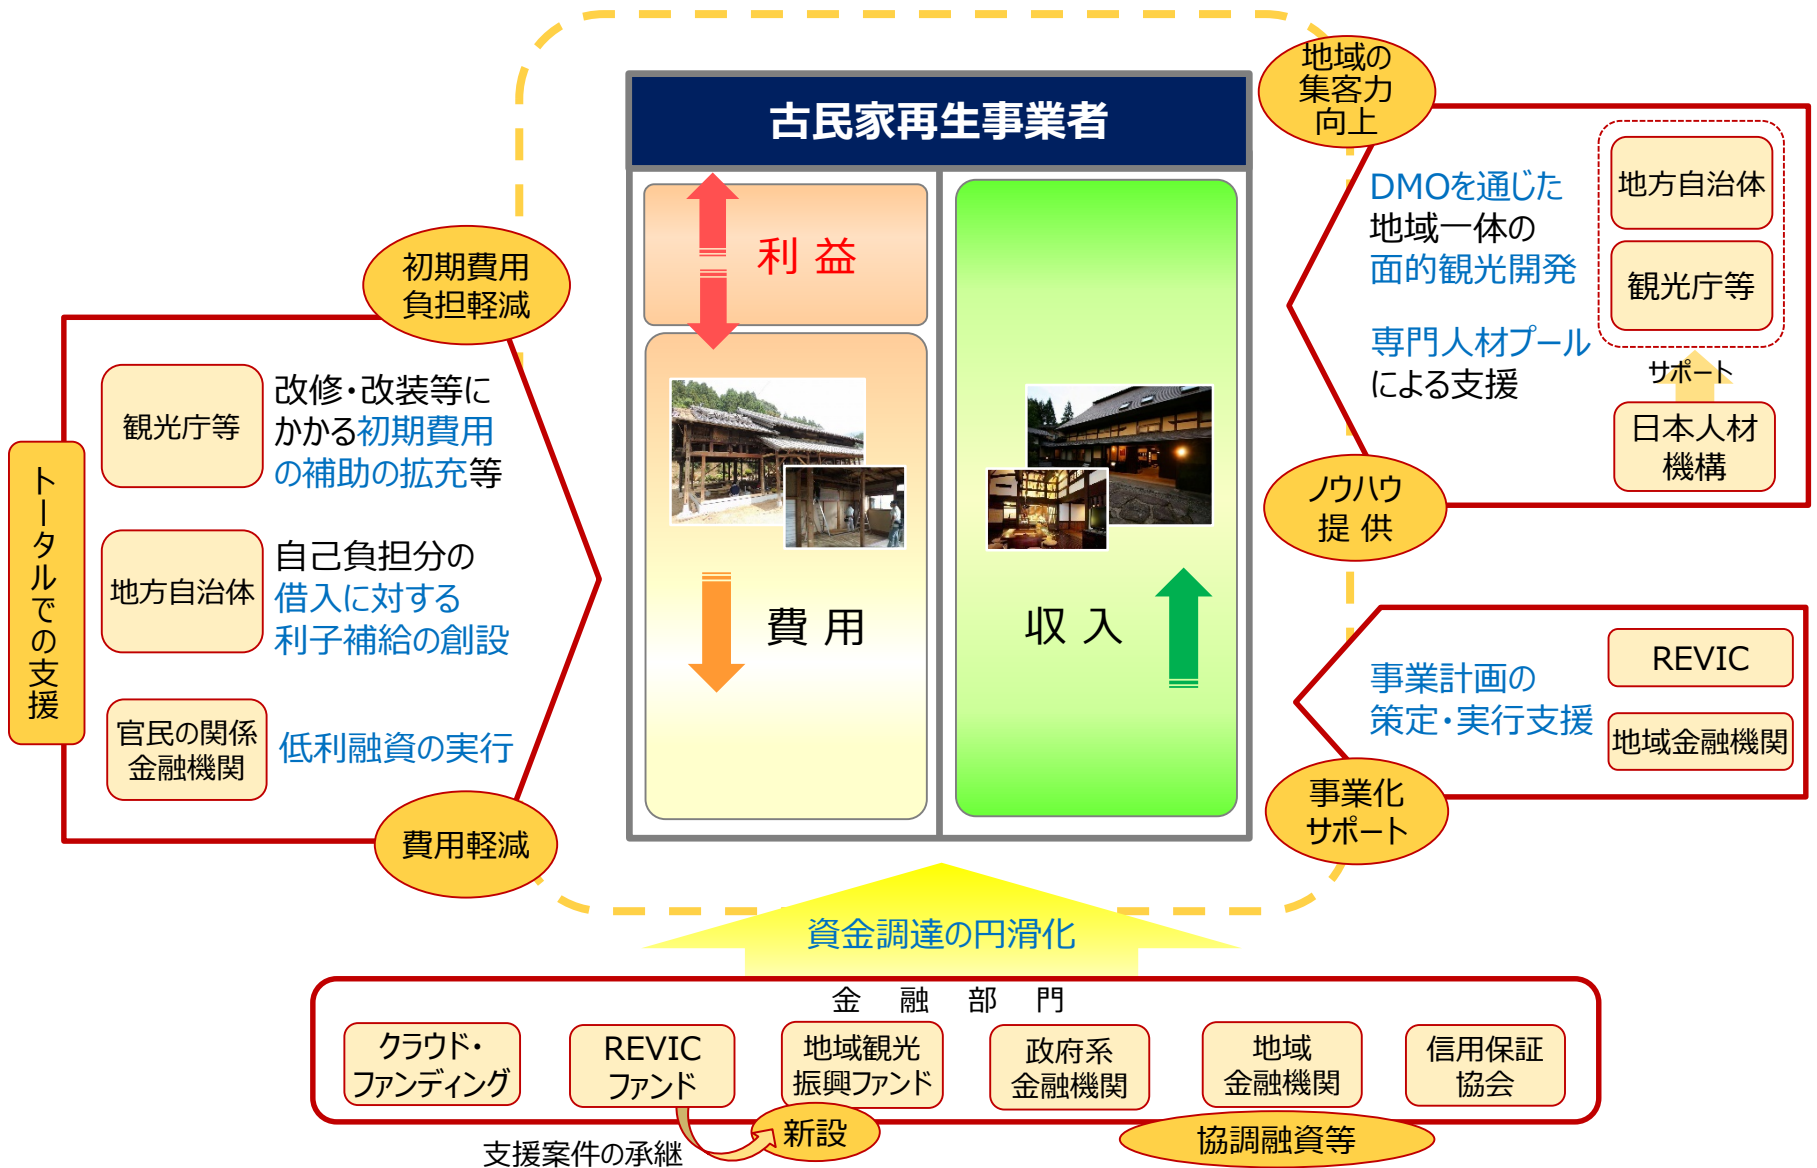 古民家再生事業者
利 益
費 用
収 入
初期費用
負担軽減
トータルでの支援
観光庁等
改修・改装等に
かかる初期費用
の補助の拡充等
地方自治体
自己負担分の
借入に対する
利子補給の創設
官民の関係
金融機関
低利融資の実行
費用軽減
地域の
集客力
向上
DMOを通じた
地域一体の
面的観光開発
専門人材プール
による支援
地方自治体
観光庁等
サポート
日本人材
機構
ノウハウ
提 供
事業計画の
策定・実行支援
REVIC
地域金融機関
事業化
サポート
資金調達の円滑化
金 融 部 門
クラウド・
ファンディング
REVIC
ファンド
地域観光
振興ファンド
政府系
金融機関
地域
金融機関
信用保証
協会
新設
支援案件の承継
協調融資等